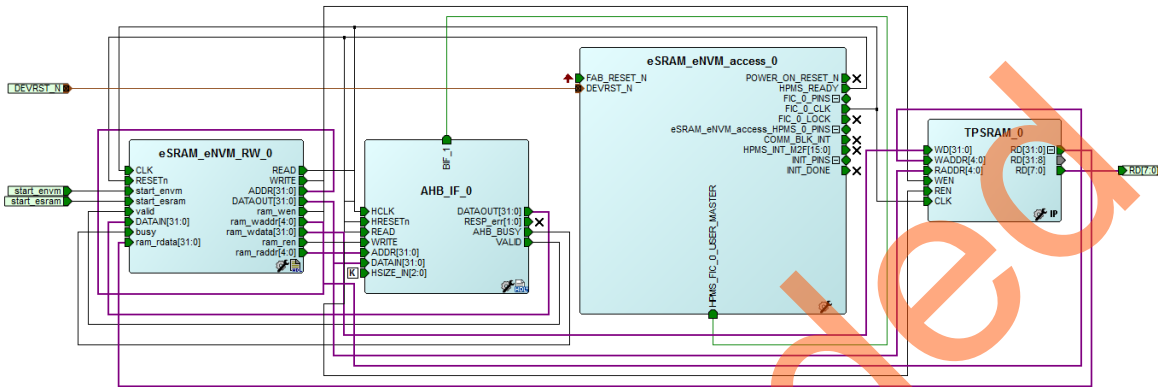 DEVRST_N
start_envm
start_esram
eSRAM_eNVM_RW_0
CLK
RESETn
start_envm
start_esram
valid
DATAIN[31:0]
busy
ram_rdata[31:0]
READ
WRITE
ADDR[31:0]
DATAOUT[31:0]
ram_wen
ram_waddr[4:0]
ram_wdata[31:0]
ram_ren
ram_raddr[4:0]
HDL
BIF_1
AHB_IF_0
HCLK
HRESETn
READ
WRITE
ADDR[31:0]
DATAIN[31:0]
HSIZE_IN[2:0]
K
DATAOUT[31:0]
RESP_err[1:0]
AHB_BUSY
VALID
HDL
eSRAM_eNVM_access_0
FAB_RESET_N
DEVRST_N
POWER_ON_RESET_N
HPMS_READY
FIC_0_PINS
FIC_0_CLK
FIC_0_LOCK
eSRAM_eNVM_access_HPMS_0_PINS
COMM_BLK_INT
HPMS_INT_M2F[15:0]
INIT_PINS
INIT_DONE
HPMS_FIC_0_USER_MASTER
TPSRAM_0
WD[31:0]
WADDR[4:0]
RADDR[4:0]
WEN
REN
CLK
RD[31:0]
RD[31:8]
RD[7:0]
IP
RD[7:0]
ded